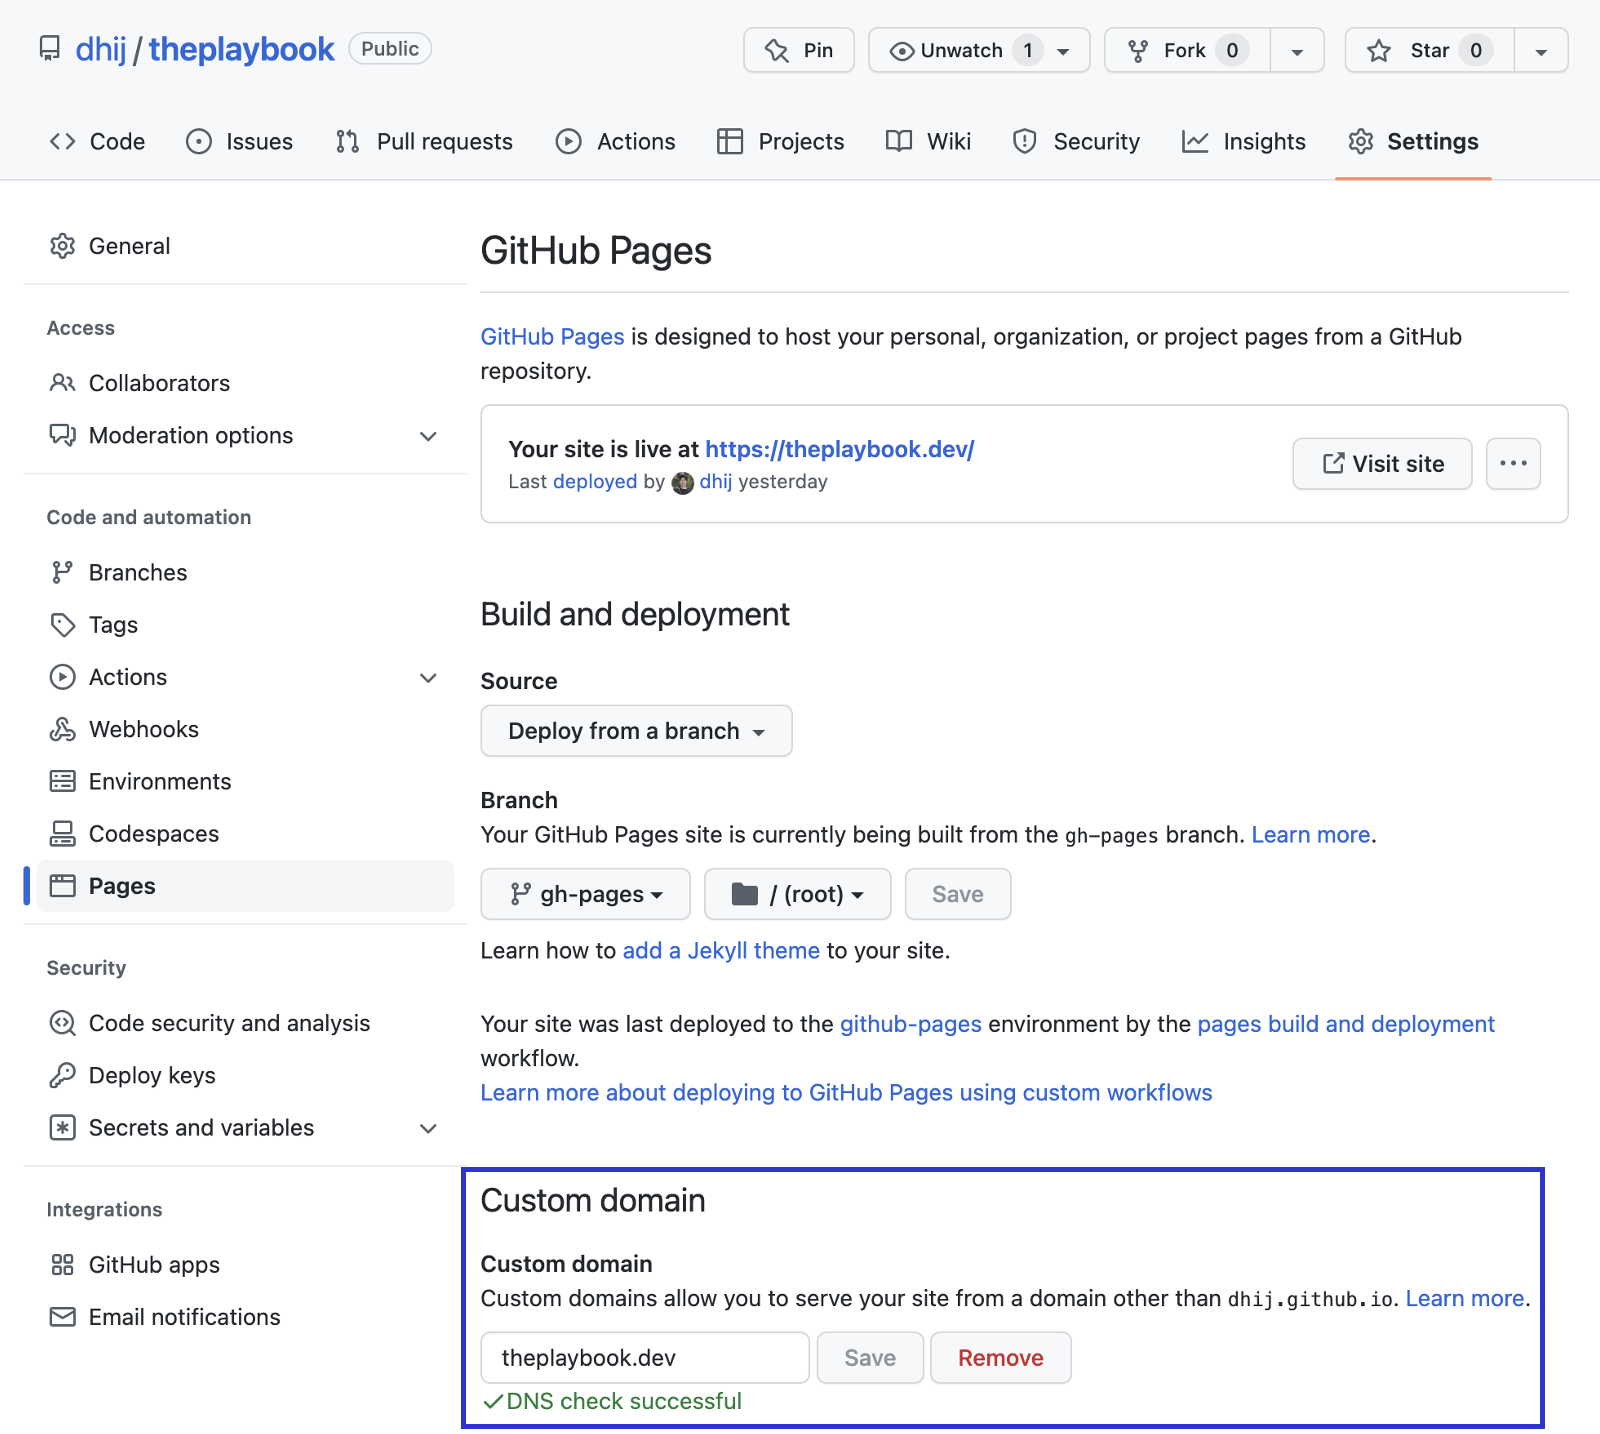 dhij / theplaybook Public
Pin
Unwatch 1
Fork 0
Star 0
Code
Issues
Pull requests
Actions
Projects
Wiki
Security
Insights
Settings
General
Access
Collaborators
Moderation options
Code and automation
Branches
Tags
Actions
Webhooks
Environments
Codespaces
Pages
Security
Code security and analysis
Deploy keys
Secrets and variables
Integrations
GitHub apps
Email notifications
GitHub Pages
GitHub Pages is designed to host your personal, organization, or project pages from a GitHub
repository.
Your site is live at https://theplaybook.dev/
Last deployed by dhij yesterday
Visit site
Build and deployment
Source
Deploy from a branch
Branch
Your GitHub Pages site is currently being built from the gh-pages branch. Learn more.
gh-pages
/ (root)
Save
Learn how to add a Jekyll theme to your site.
Your site was last deployed to the github-pages environment by the pages build and deployment
workflow.
Learn more about deploying to GitHub Pages using custom workflows
Custom domain
Custom domain
Custom domains allow you to serve your site from a domain other than dhij.github.io. Learn more.
theplaybook.dev
Save
Remove
DNS check successful